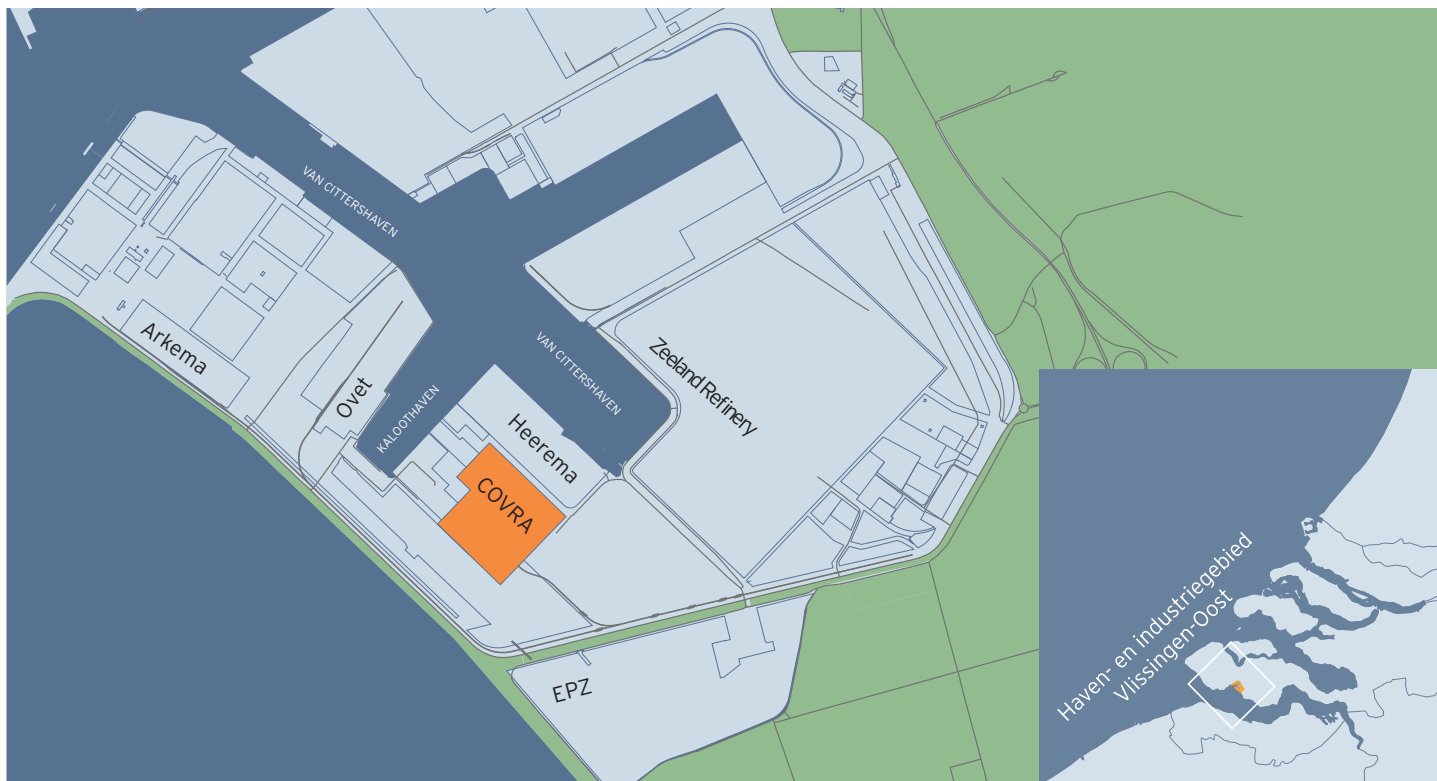 VAN CITTERSHAVEN
Arkema
Ovet
KALOOTHAVEN
VAN CITTERSHAVEN
Zeeland Refinery
Heerema
COVRA
EPZ
Haven- en industriegebied
Vlissingen-Oost